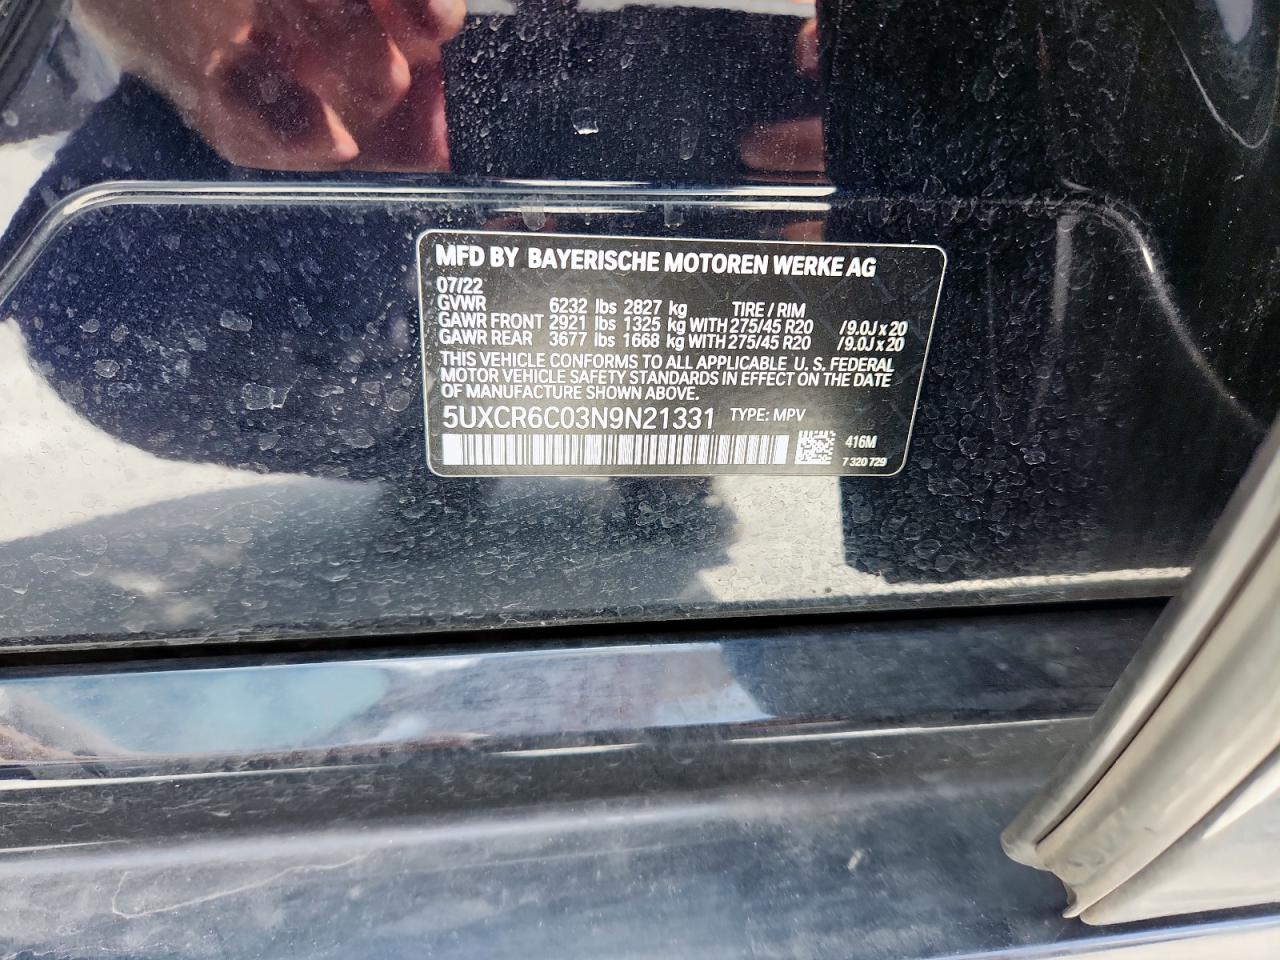 MFD BY BAYERISCHE MOTOREN WERKE AG
07/22
GVWR 6232 lbs 2827 kg TIRE / RIM
GAWR FRONT 2921 lbs 1325 kg WITH 275/45 R20 / 9.0J x 20
GAWR REAR 3677 lbs 1668 kg WITH 275/45 R20 / 9.0J x 20
THIS VEHICLE CONFORMS TO ALL APPLICABLE U. S. FEDERAL
MOTOR VEHICLE SAFETY STANDARDS IN EFFECT ON THE DATE
OF MANUFACTURE SHOWN ABOVE.
5UXCR6C03N9N21331 TYPE: MPV
416M
7 320 729